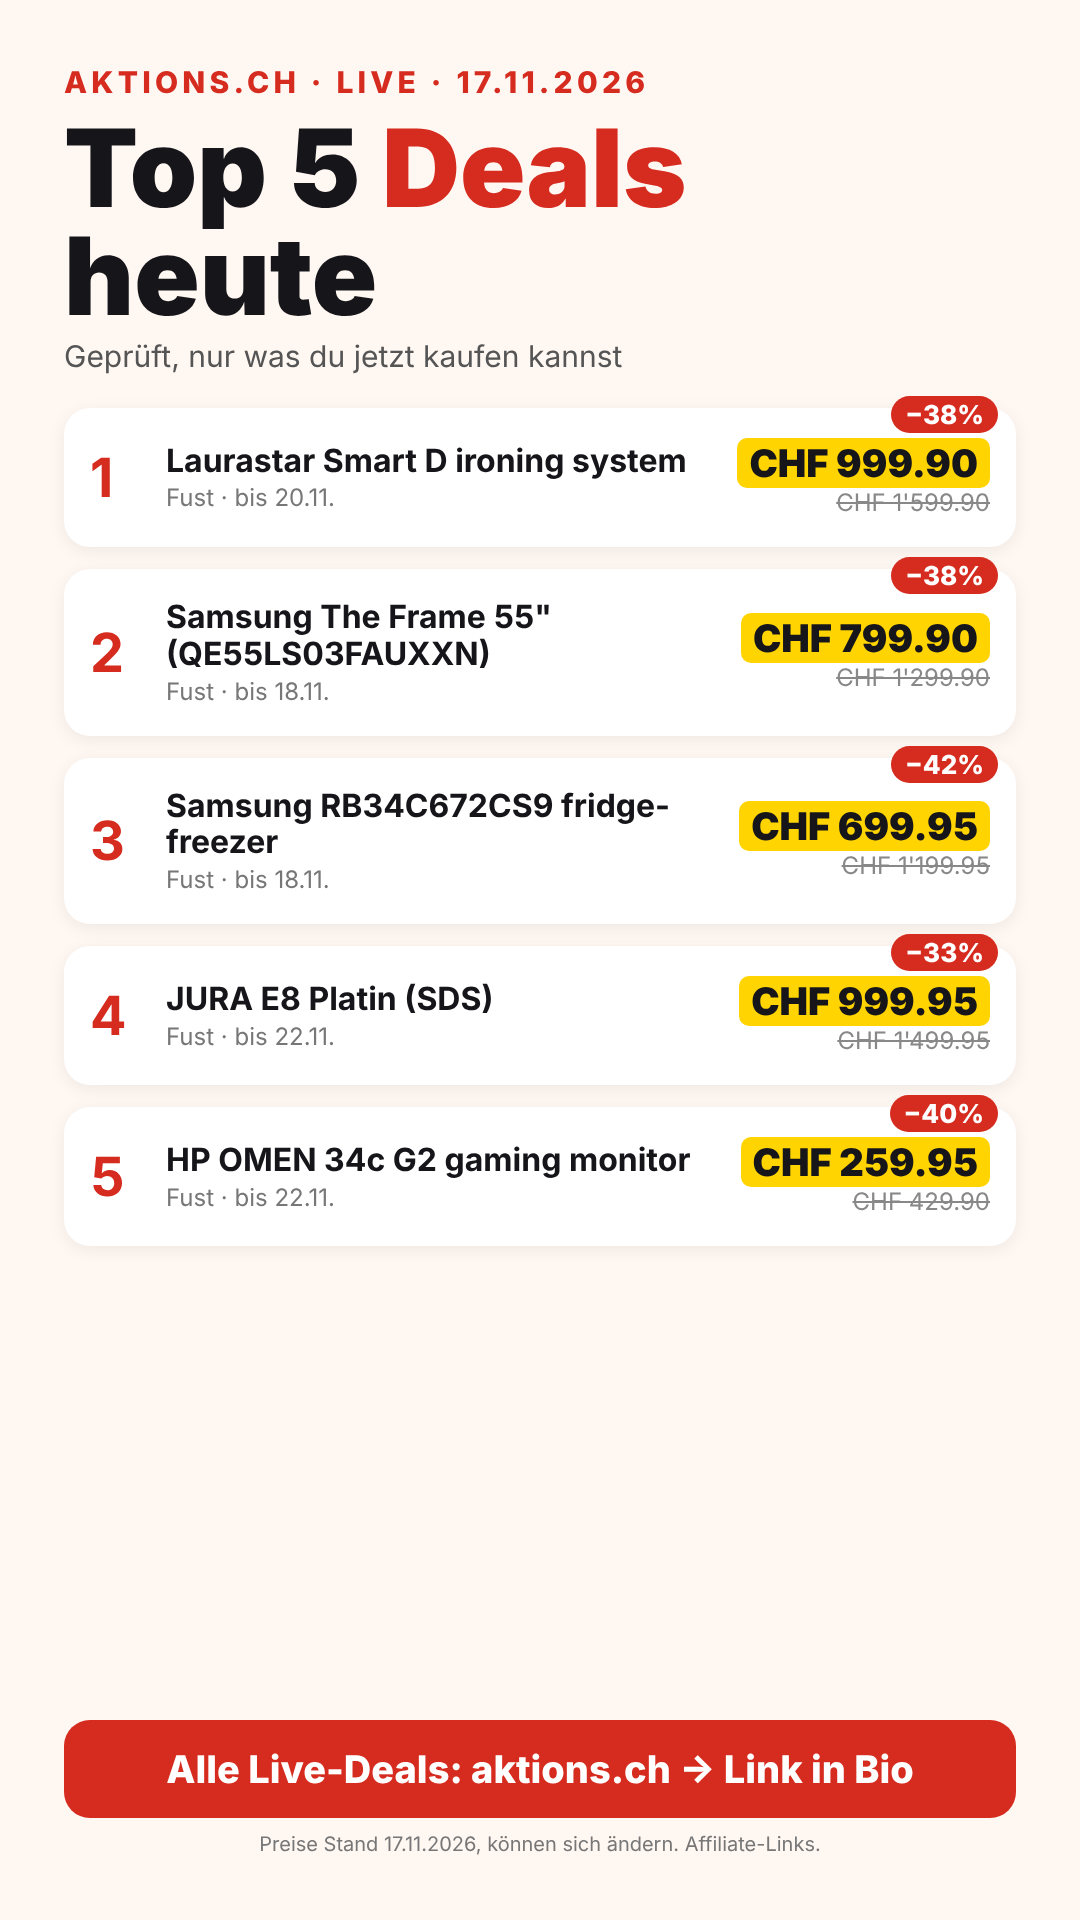 AKTIONS.CH · LIVE · 17.11.2026
Top 5 Deals
heute
Geprüft, nur was du jetzt kaufen kannst
−38%
1
Laurastar Smart D ironing system
CHF 999.90
Fust · bis 20.11.
CHF 1'599.90
−38%
2
Samsung The Frame 55"
(QE55LS03FAUXXN)
CHF 799.90
Fust · bis 18.11.
CHF 1'299.90
−42%
3
Samsung RB34C672CS9 fridge-
freezer
CHF 699.95
Fust · bis 18.11.
CHF 1'199.95
−33%
4
JURA E8 Platin (SDS)
CHF 999.95
Fust · bis 22.11.
CHF 1'499.95
−40%
5
HP OMEN 34c G2 gaming monitor
CHF 259.95
Fust · bis 22.11.
CHF 429.90
Alle Live-Deals: aktions.ch → Link in Bio
Preise Stand 17.11.2026, können sich ändern. Affiliate-Links.